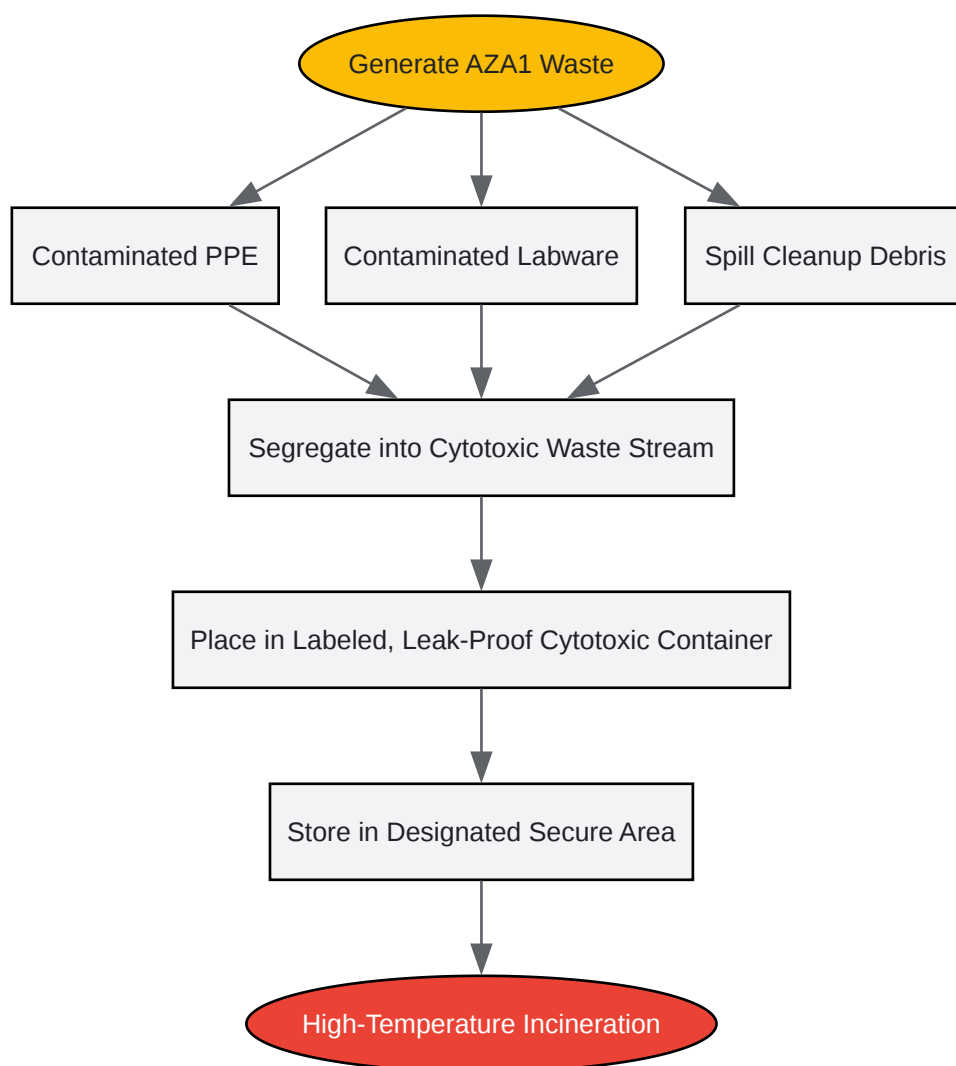 Generate AZA1 Waste
Contaminated PPE
Contaminated Labware
Spill Cleanup Debris
Segregate into Cytotoxic Waste Stream
Place in Labeled, Leak-Proof Cytotoxic Container
Store in Designated Secure Area
High-Temperature Incineration